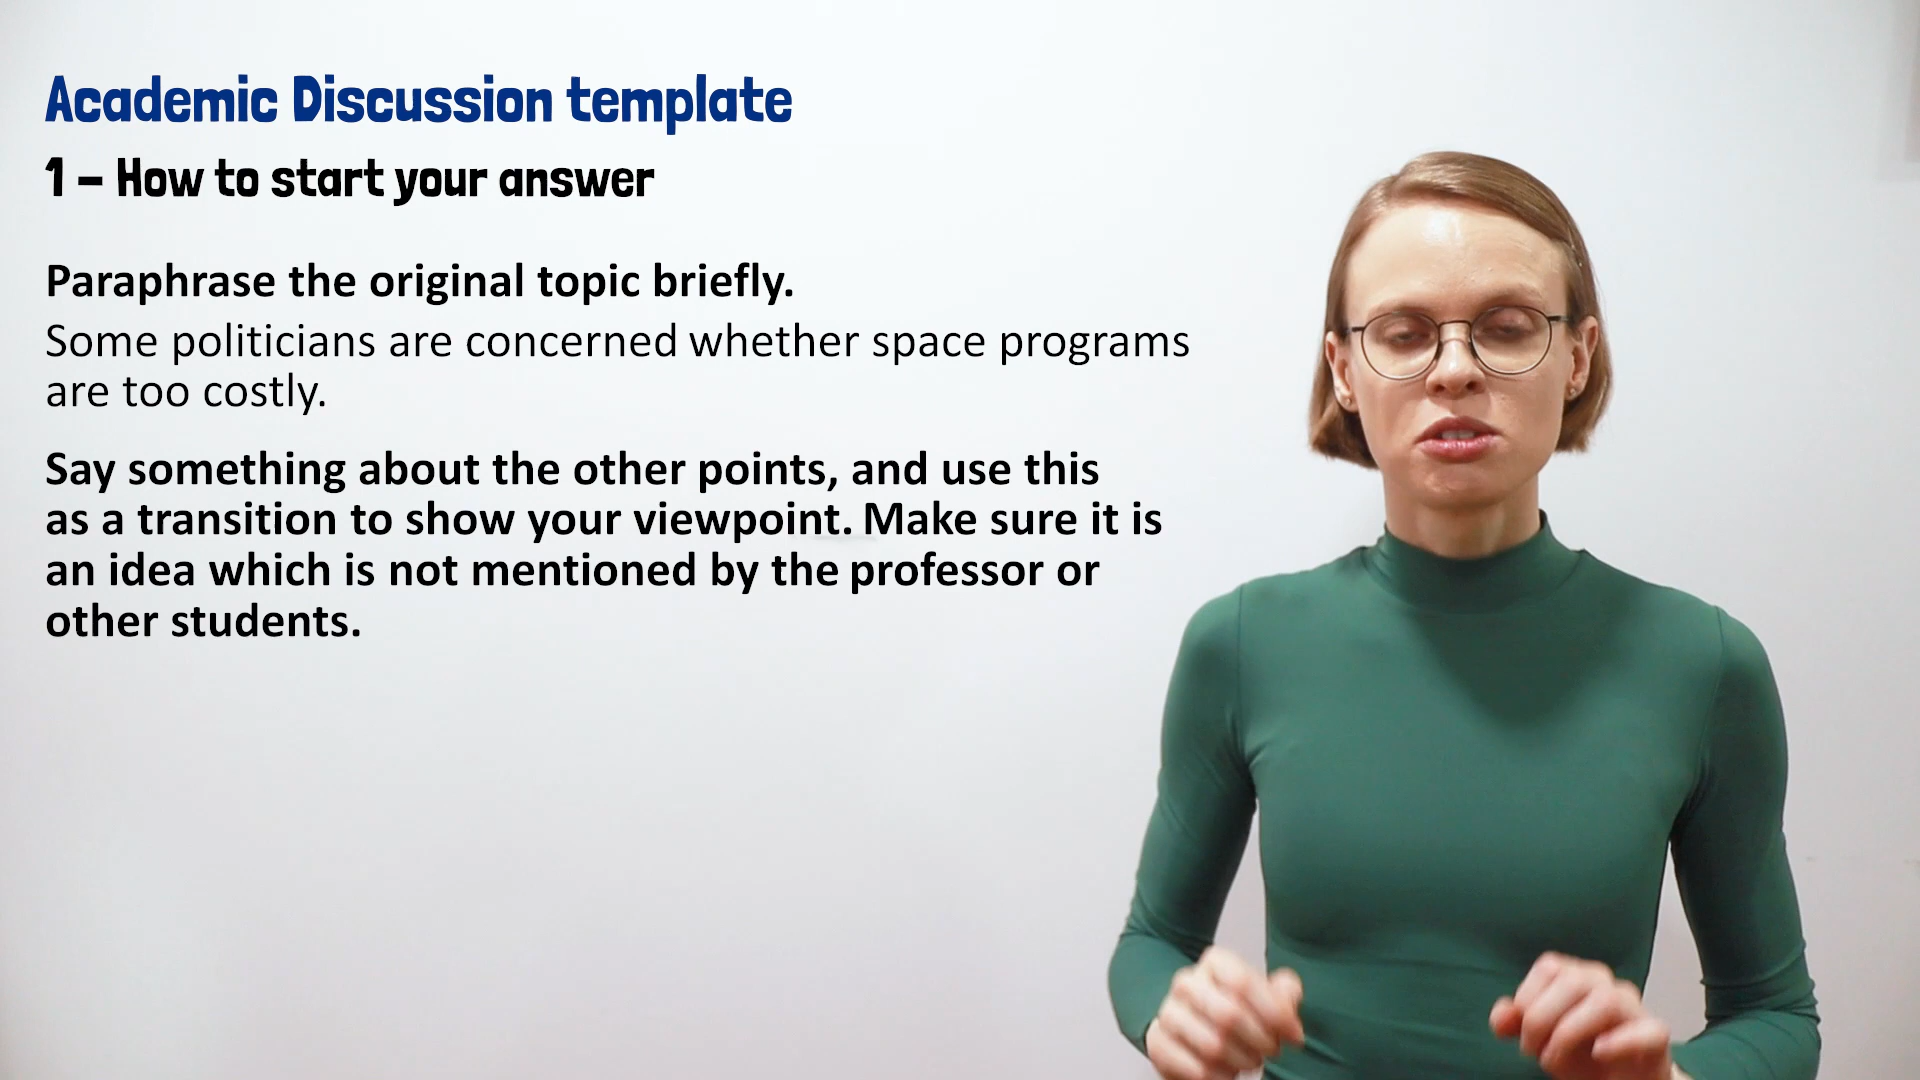 Academic Discussion template
1 – How to start your answer
Paraphrase the original topic briefly.
Some politicians are concerned whether space programs
are too costly.
Say something about the other points, and use this
as a transition to show your viewpoint. Make sure it is
an idea which is not mentioned by the professor or
other students.